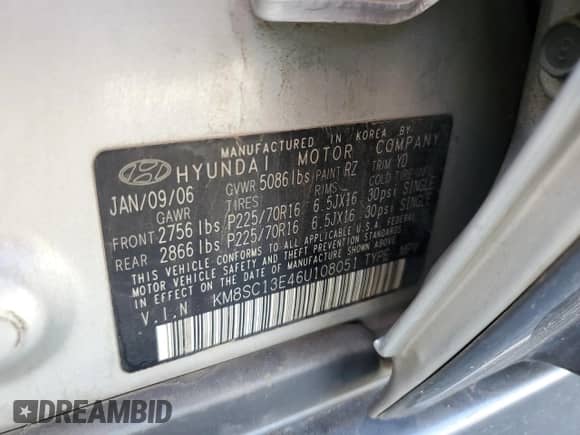 MANUFACTURED IN KOREA BY
HYUNDAI MOTOR COMPANY
JAN/09/06 GVWR 5086 lbs PAINT RZ TRIM YD
GAWR TIRES RIMS COLD TIRE
FRONT 2756 lbs P225/70R16 6.5JX16 30psi SINGLE
REAR 2866 lbs P225/70R16 6.5JX16 30psi SINGLE
THIS VEHICLE CONFORMS TO ALL APPLICABLE U.S. FEDERAL
MOTOR VEHICLE SAFETY, BUMPER, AND THEFT PREVENTION STANDARDS
IN EFFECT ON THE DATE OF MANUFACTURE SHOWN ABOVE.
V.I.N KM8SC13E46U108051 TYPE MPV
DREAMBID